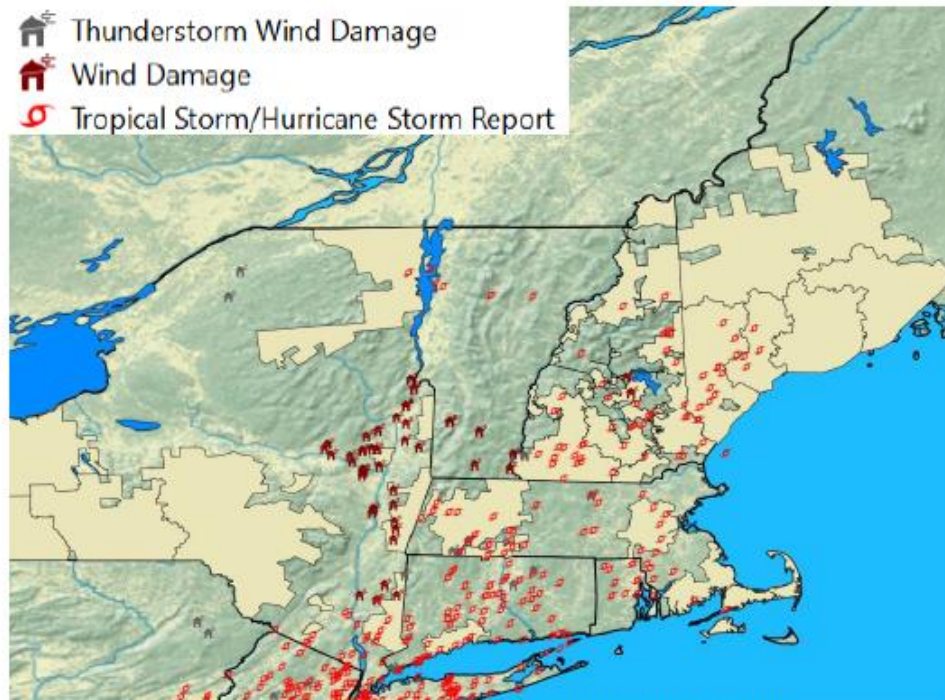 Thunderstorm Wind Damage
Wind Damage
Tropical Storm/Hurricane Storm Report